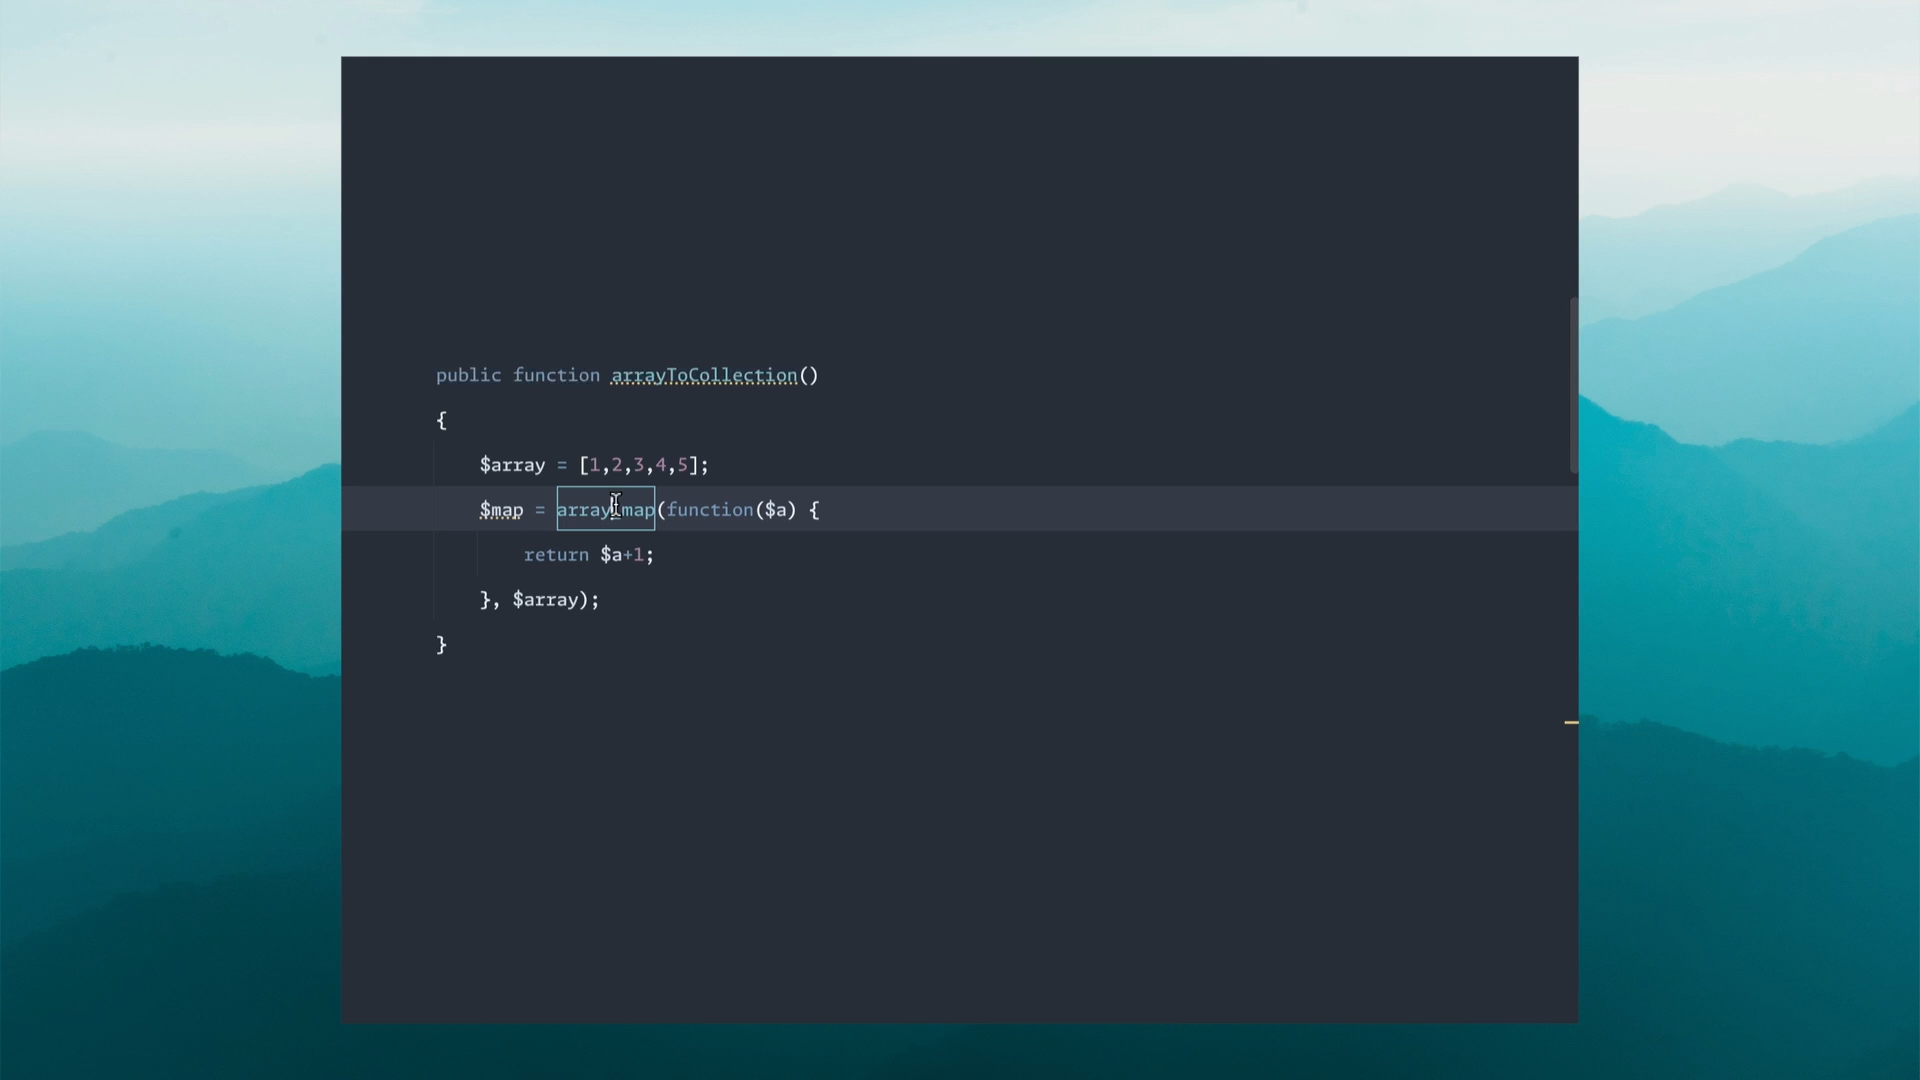 public function arrayToCollection()
{
$array = [1,2,3,4,5];
$map = array_map(function($a) {
return $a+1;
}, $array);
}